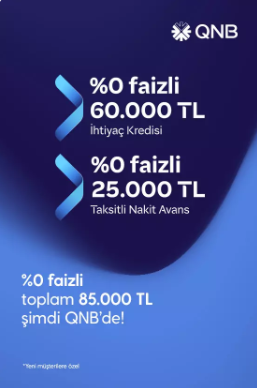 QNB
%0 faizli
60.000 TL
İhtiyaç Kredisi
%0 faizli
25.000 TL
Taksitli Nakit Avans
%0 faizli
toplam 85.000 TL
şimdi QNB'de!
*Yeni müşterilere özel